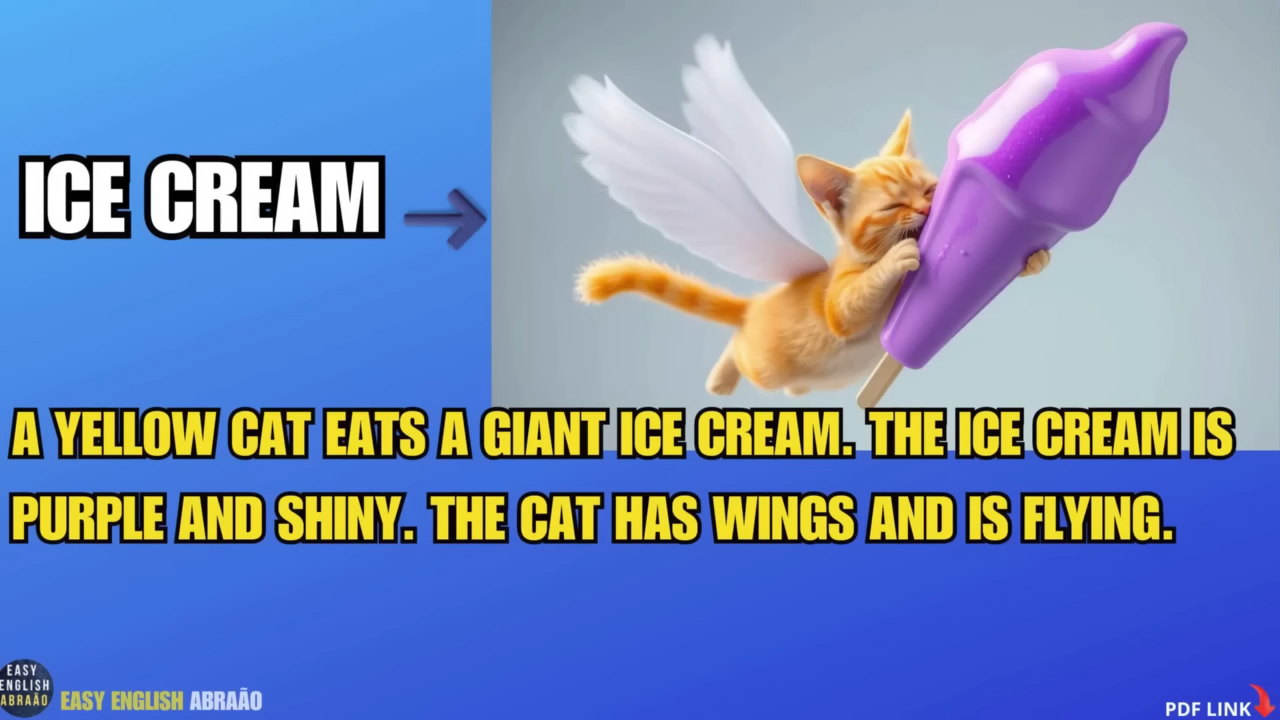 ICE CREAM
A YELLOW CAT EATS A GIANT ICE CREAM. THE ICE CREAM IS
PURPLE AND SHINY. THE CAT HAS WINGS AND IS FLYING.
EASY
ENGLISH
ABRAÃO
EASY ENGLISH ABRAÃO
PDF LINK